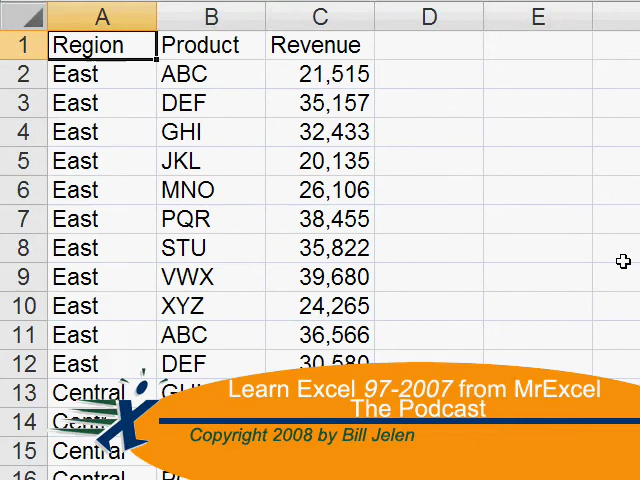 A B C D E
1 Region Product Revenue
2 East ABC 21,515
3 East DEF 35,157
4 East GHI 32,433
5 East JKL 20,135
6 East MNO 26,106
7 East PQR 38,455
8 East STU 35,822
9 East VWX 39,680
10 East XYZ 24,265
11 East ABC 36,566
12 East DEF 30,580
13 Central
14
15 Central
16 Central
Learn Excel 97-2007 from MrExcel
The Podcast
Copyright 2008 by Bill Jelen